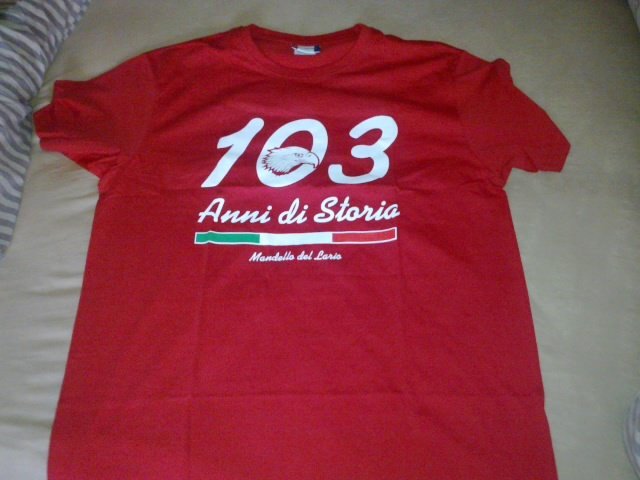 103
Anni di Storia
Mandello del Lario